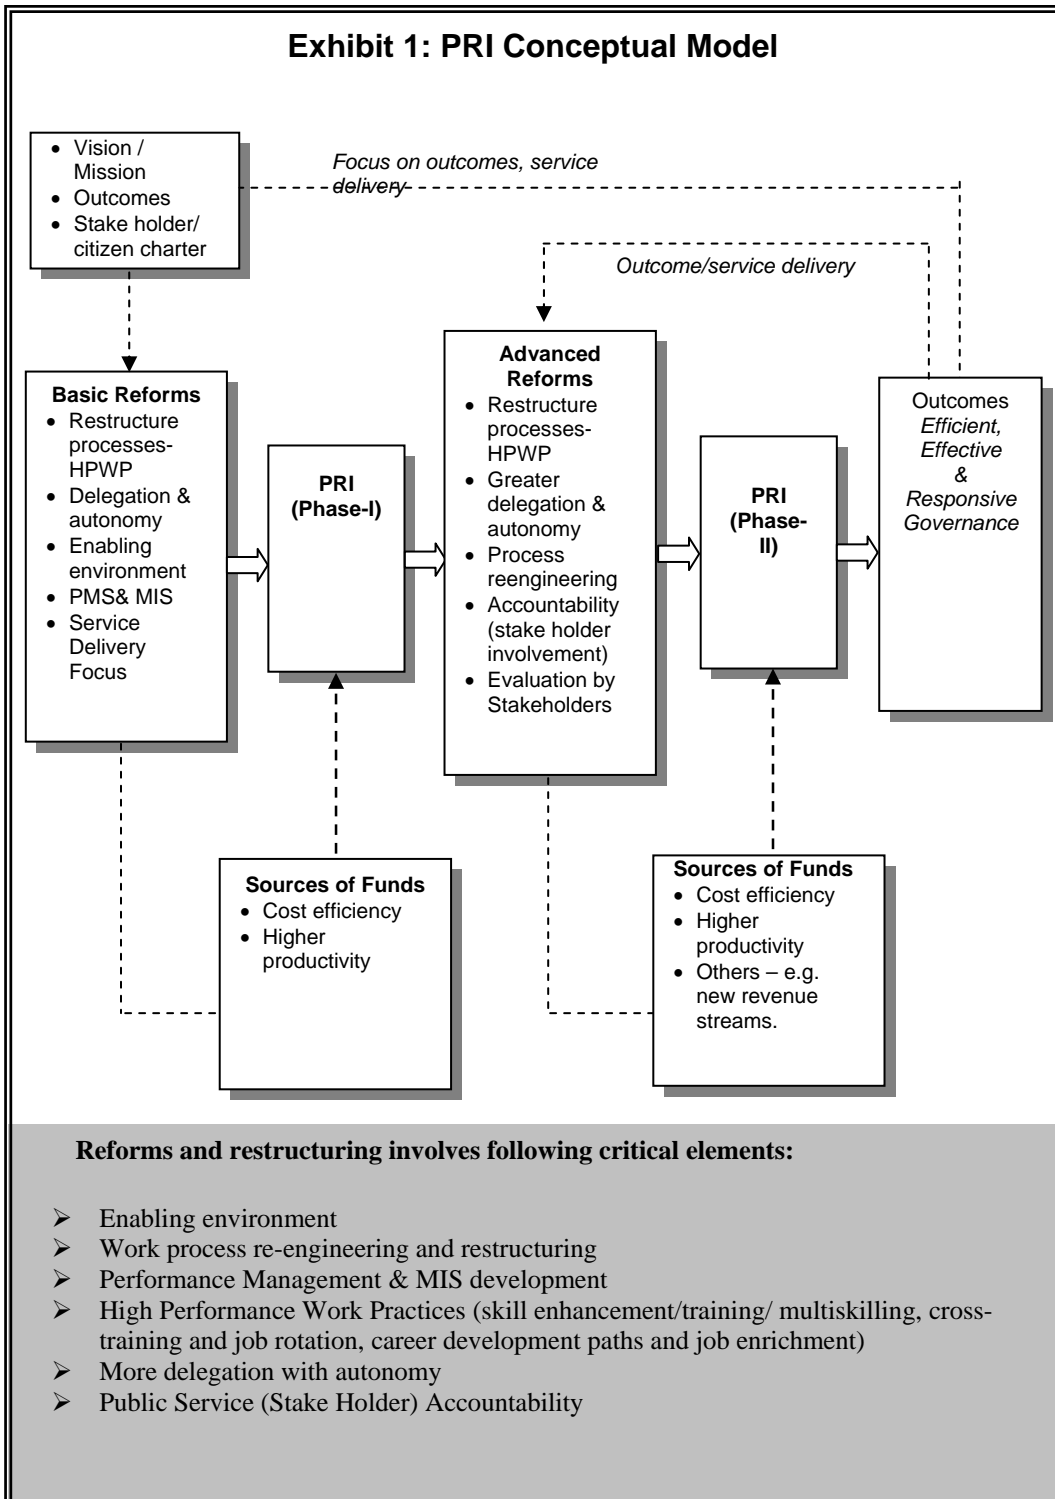 Exhibit 1: PRI Conceptual Model
• Vision /
Mission
• Outcomes
• Stake holder/
citizen charter
Focus on outcomes, service
delivery
Outcome/service delivery
Basic Reforms
• Restructure
processes-
HPWP
• Delegation &
autonomy
• Enabling
environment
• PMS& MIS
• Service
Delivery
Focus
PRI
(Phase-I)
Advanced
Reforms
• Restructure
processes-
HPWP
• Greater
delegation &
autonomy
• Process
reengineering
• Accountability
(stake holder
involvement)
• Evaluation by
Stakeholders
PRI
(Phase-
II)
Outcomes
Efficient,
Effective
&
Responsive
Governance
Sources of Funds
• Cost efficiency
• Higher
productivity
Sources of Funds
• Cost efficiency
• Higher
productivity
• Others – e.g.
new revenue
streams.
Reforms and restructuring involves following critical elements:
➢ Enabling environment
➢ Work process re-engineering and restructuring
➢ Performance Management & MIS development
➢ High Performance Work Practices (skill enhancement/training/ multiskilling, cross-
training and job rotation, career development paths and job enrichment)
➢ More delegation with autonomy
➢ Public Service (Stake Holder) Accountability